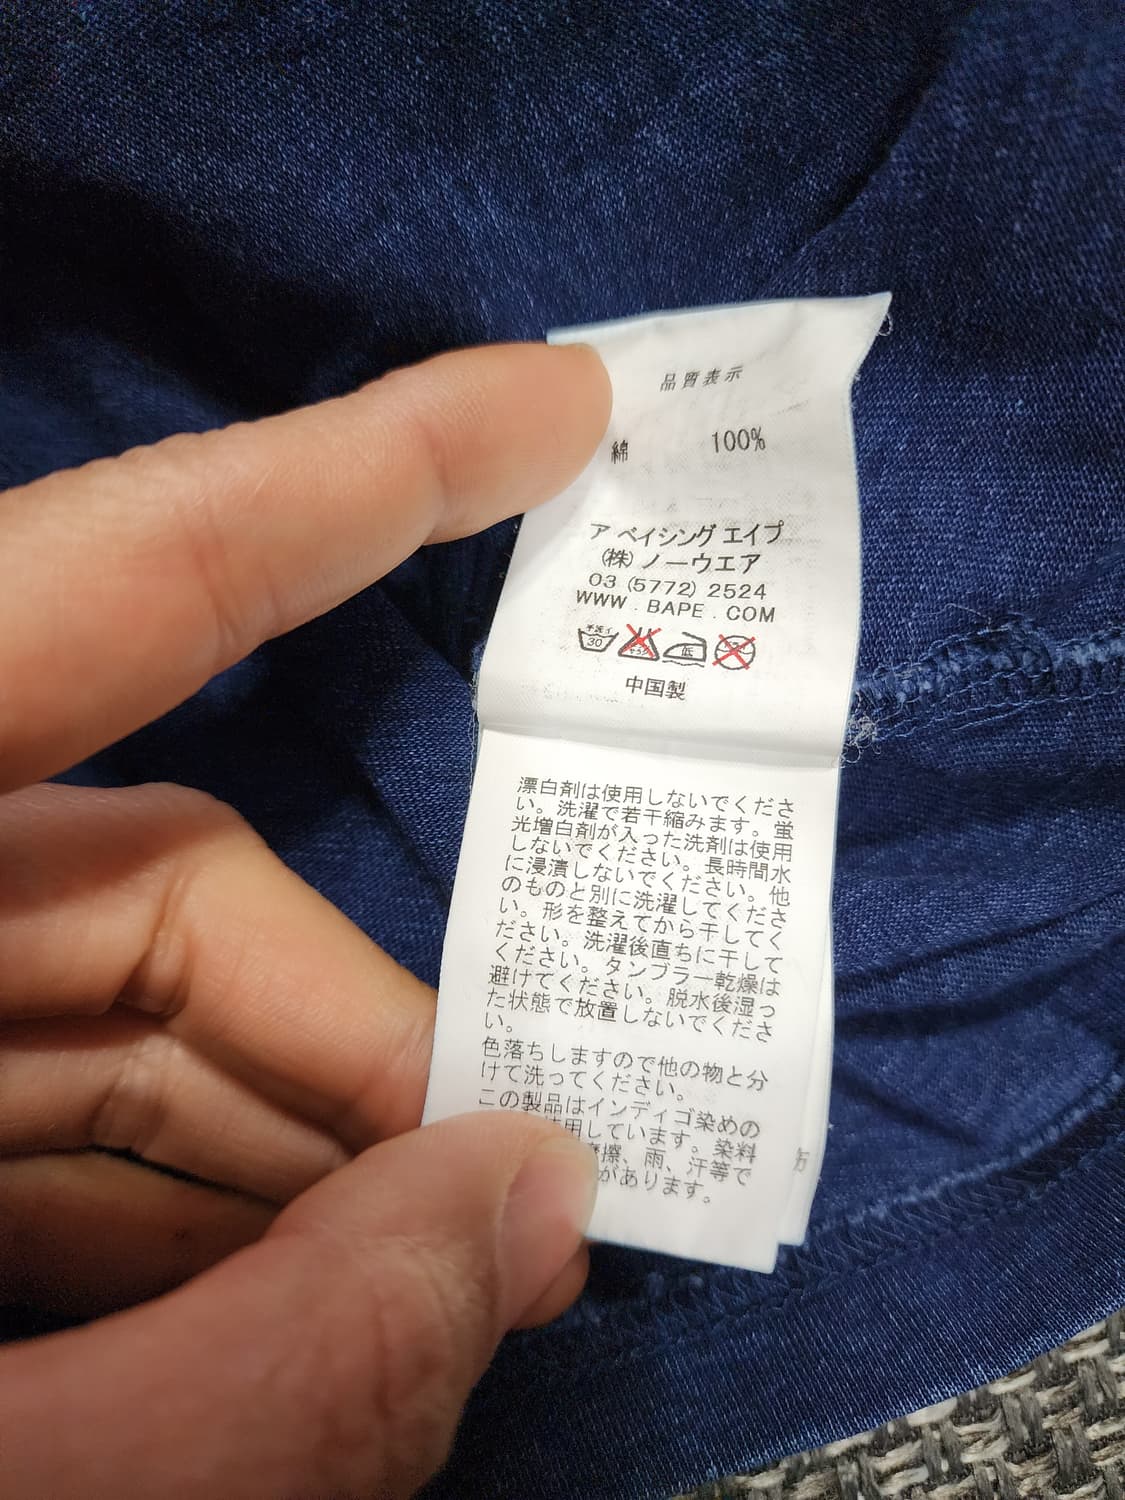 品質表示
綿 100%
ア ベイシング エイプ
(株) ノーウエア
03 (5772) 2524
WWW . BAPE . COM
手洗イ
30
低
中国製
漂白剤は使用しないでくださ
い。洗濯で若干縮みます。蛍
光増白剤が入った洗剤は使用
しないでください。長時間水
に浸漬しないでください。他
のものと別に洗濯してくださ
い。形を整えてから干してく
ださい。洗濯後直ちに干して
ください。タンブラー乾燥は
避けてください。脱水後湿っ
た状態で放置しないでくださ
い。
色落ちしますので他の物と分
けて洗ってください。
この製品はインディゴ染めの
使用しています。染料
摩擦、雨、汗等で
があります。